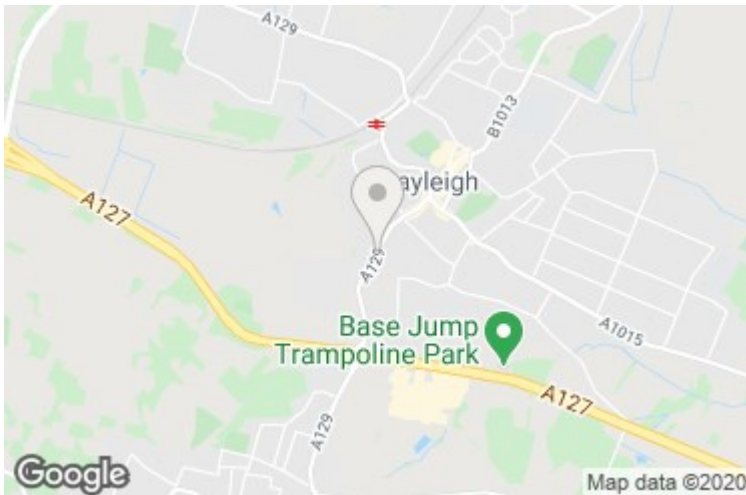 A129
B1013
ayleigh
A127
A129
Base Jump
Trampoline Park
A1015
A127
A129
Google
Map data ©2020